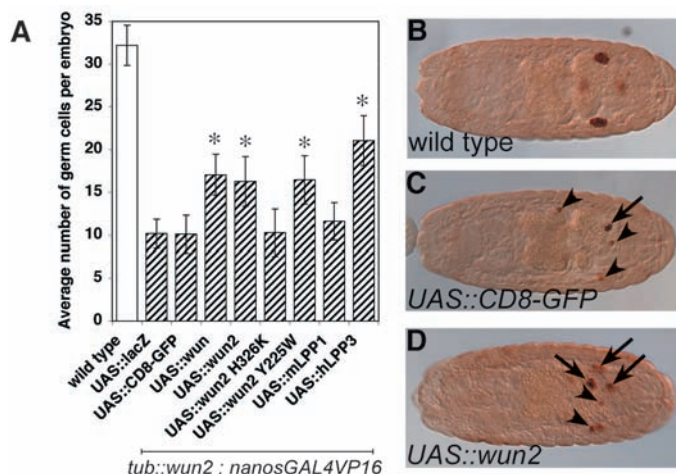 A
Average number of germ cells per embryo
35
30
25
20
15
10
5
0
*
*
*
*
wild type
UAS::lacZ
UAS::CD8-GFP
UAS::wun
UAS::wun2
UAS::wun2 H326K
UAS::wun2 Y225W
UAS::mLPP1
UAS::hLPP3
tub::wun2 ; nanosGAL4VP16
B
wild type
C
UAS::CD8-GFP
D
UAS::wun2